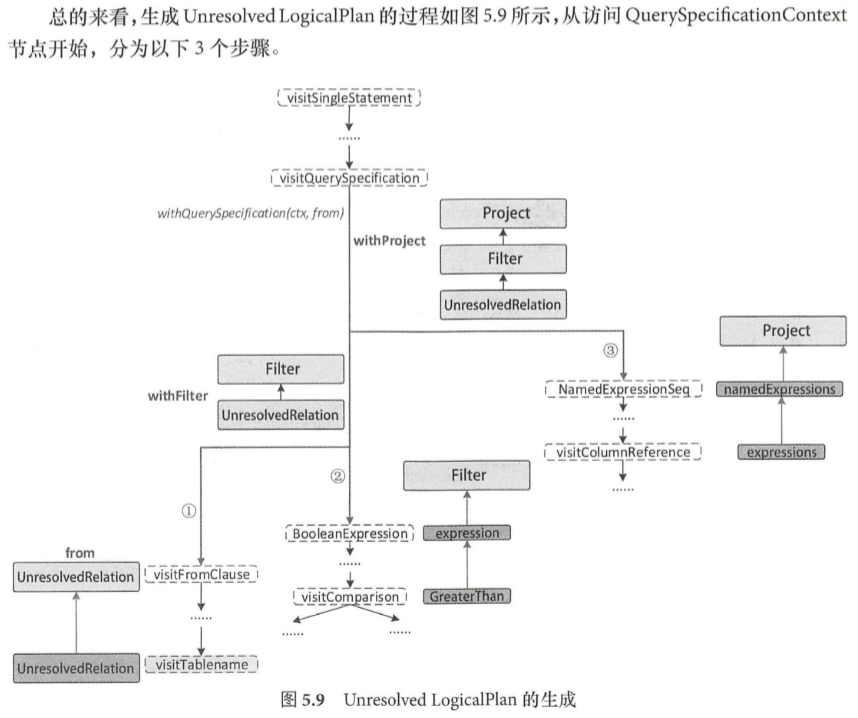 总的来看,生成 Unresolved LogicalPlan 的过程如图 5.9 所示,从访问 QuerySpecificationContext
节点开始，分为以下 3 个步骤。
visitSingleStatement
......
visitQuerySpecification
withQuerySpecification(ctx, from)
withProject
Project
Filter
UnresolvedRelation
③
Project
Filter
withFilter
UnresolvedRelation
NamedExpressionSeq
namedExpressions
......
visitColumnReference
expressions
......
②
Filter
①
BooleanExpression
expression
from
......
UnresolvedRelation
visitFromClause
visitComparison
GreaterThan
......
......
......
UnresolvedRelation
visitTablename
图 5.9 Unresolved LogicalPlan 的生成